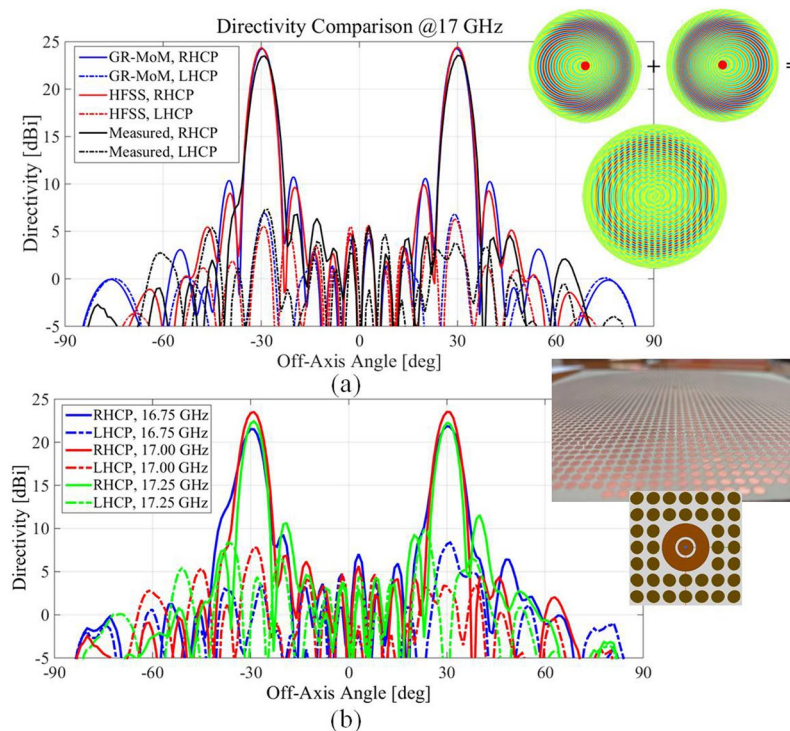 Directivity Comparison @17 GHz
25
20
15
10
5
0
-5
Directivity [dBi]
GR-MoM, RHCP
GR-MoM, LHCP
HFSS, RHCP
HFSS, LHCP
Measured, RHCP
Measured, LHCP
+
=
-90 -60 -30 0 30 60 90
Off-Axis Angle [deg]
(a)
25
20
15
10
5
0
-5
Directivity [dBi]
RHCP, 16.75 GHz
LHCP, 16.75 GHz
RHCP, 17.00 GHz
LHCP, 17.00 GHz
RHCP, 17.25 GHz
LHCP, 17.25 GHz
-90 -60 -30 0 30 60 90
Off-Axis Angle [deg]
(b)